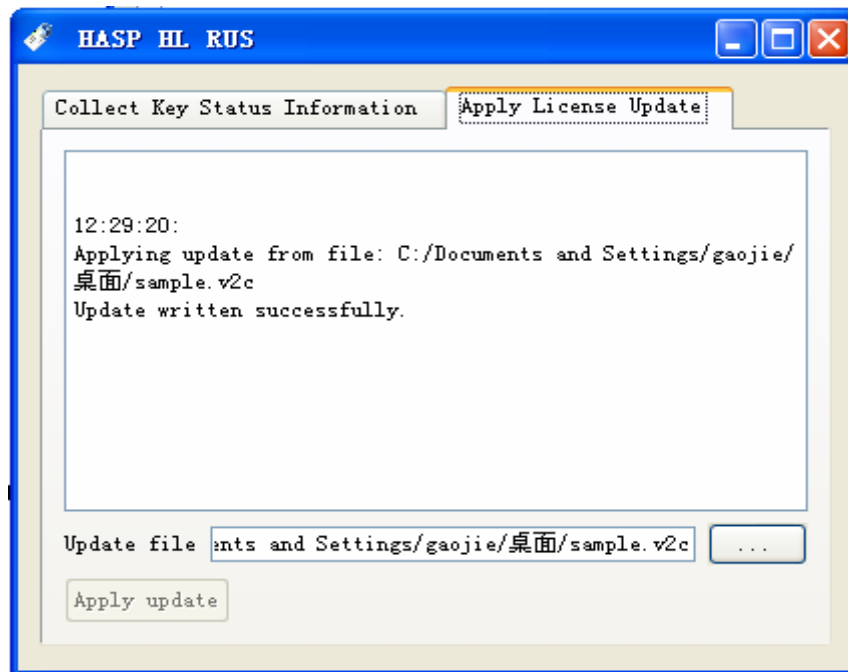 HASP HL RUS
Collect Key Status Information
Apply License Update
12:29:20:
Applying update from file: C:/Documents and Settings/gaojie/
桌面/sample.v2c
Update written successfully.
Update file
ents and Settings/gaojie/桌面/sample.v2c
...
Apply update